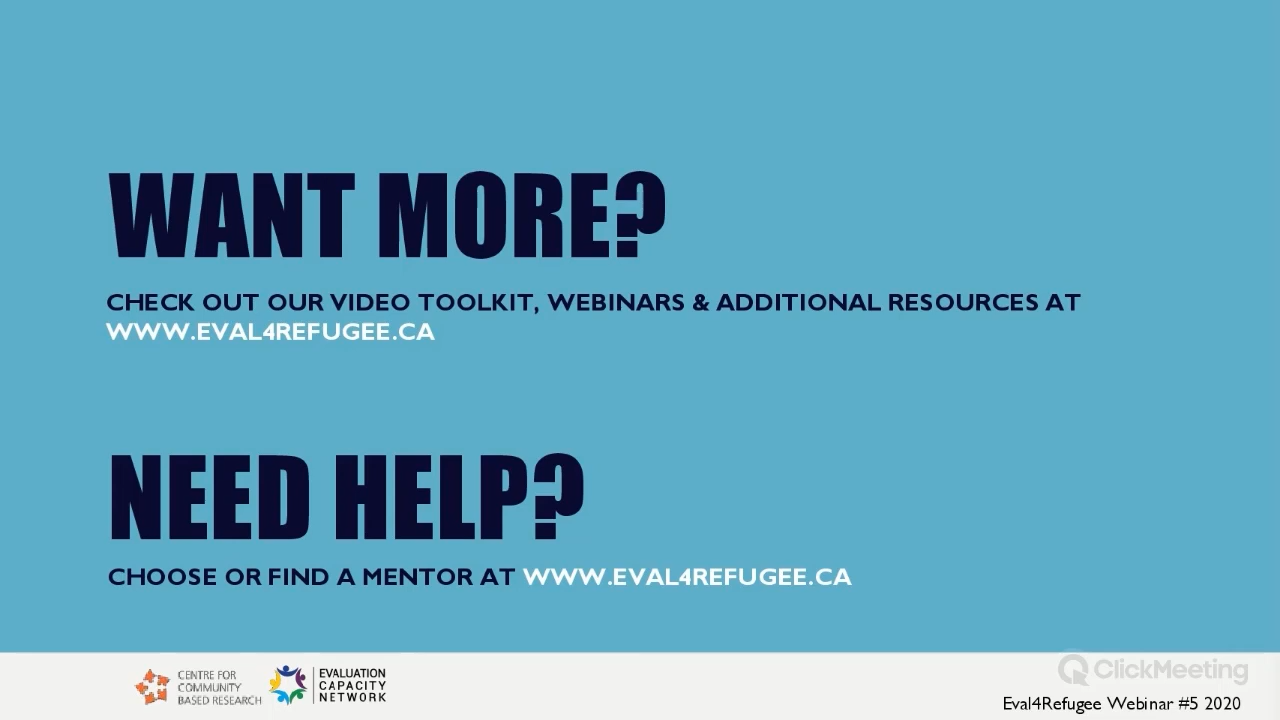 WANT MORE?
CHECK OUT OUR VIDEO TOOLKIT, WEBINARS & ADDITIONAL RESOURCES AT
WWW.EVAL4REFUGEE.CA
NEED HELP?
CHOOSE OR FIND A MENTOR AT WWW.EVAL4REFUGEE.CA
CENTRE FOR
COMMUNITY
BASED RESEARCH
EVALUATION
CAPACITY
NETWORK
ClickMeeting
Eval4Refugee Webinar #5 2020